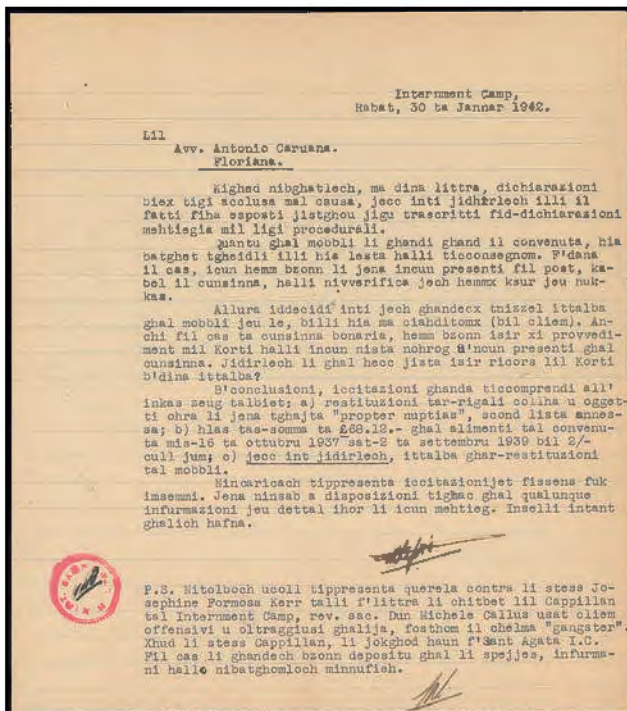 Internment Camp,
Rabat, 30 ta Jannar 1942.
Lil
Avv. Antonio Caruana.
Floriana.
Kighed nibghatlech, ma dina littra, dichiarazioni
biex tigi acclusa mal causa, jecc inti jidhirlech illi il
fatti fiha esposti jistghou jigu trascritti fid-dichiarazioni
mehtiegia mil ligi procedurali.
Quantu ghal mobbli li ghandi ghand il convenuta, hia
batghet tgheidli illi hia lesta halli ticconsegnom. F'dana
il cas, icun hemm bzonn li jena incun presenti fil post, ka-
bel il cunsinna, halli nivverifica jech hemmx ksur jeu nuk-
kas.
Allura iddecidi inti jech ghandecx tnizzel ittalba
ghal mobbli jeu le, billi hia ma ciahditomx (bil cliem). An-
chi fil cas ta cunsinna bonaria, hemm bzonn isir xi provvedi-
ment mil Korti halli incun nista nohrog u'ncun presenti ghal
cunsinna. Jidirlech li ghal hecc jista isir ricors lil Korti
b'dina ittalba?
B'conclusioni, iccitazioni ghanda ticcomprendi all'
inkas zeug talbiet: a) restituzioni tar-rigali collha u ogget-
ti ohra li jena tghajta "propter nuptias", scond lista annes-
sa; b) hlas tas-somma ta £68.12.- ghal alimenti tal convenu-
ta mis-16 ta ottubru 1937 sat-2 ta settembru 1939 bil 2/-
cull jum; c) jecc int jidirlech, ittalba ghar-restituzioni
tal mobbli.
Nincaricach tippresenta iccitazionijet fissens fuk
imsemmi. Jena ninsab a disposizioni tighac ghal qualunque
infurmazioni jeu dettal ihor li icun mehtieg. Inselli intant
ghalich hafna.
P.S. Nitolboch ucoll tippresenta querela contra li stess Jo-
sephine Formosa Kerr talli f'littra li chitbet lil Cappillan
tal Internment Camp, rev. sac. Dun Michele Callus usat cliem
offensivi u oltraggiusi ghalija, fosthom il chelma "gangster".
Xhud li stess Cappillan, li jokghod haun f'Sant Agata I.C.
Fil cas li ghandech bzonn depositu ghal li spejjes, infurma-
ni hallo nibatghomloch minnufieh.